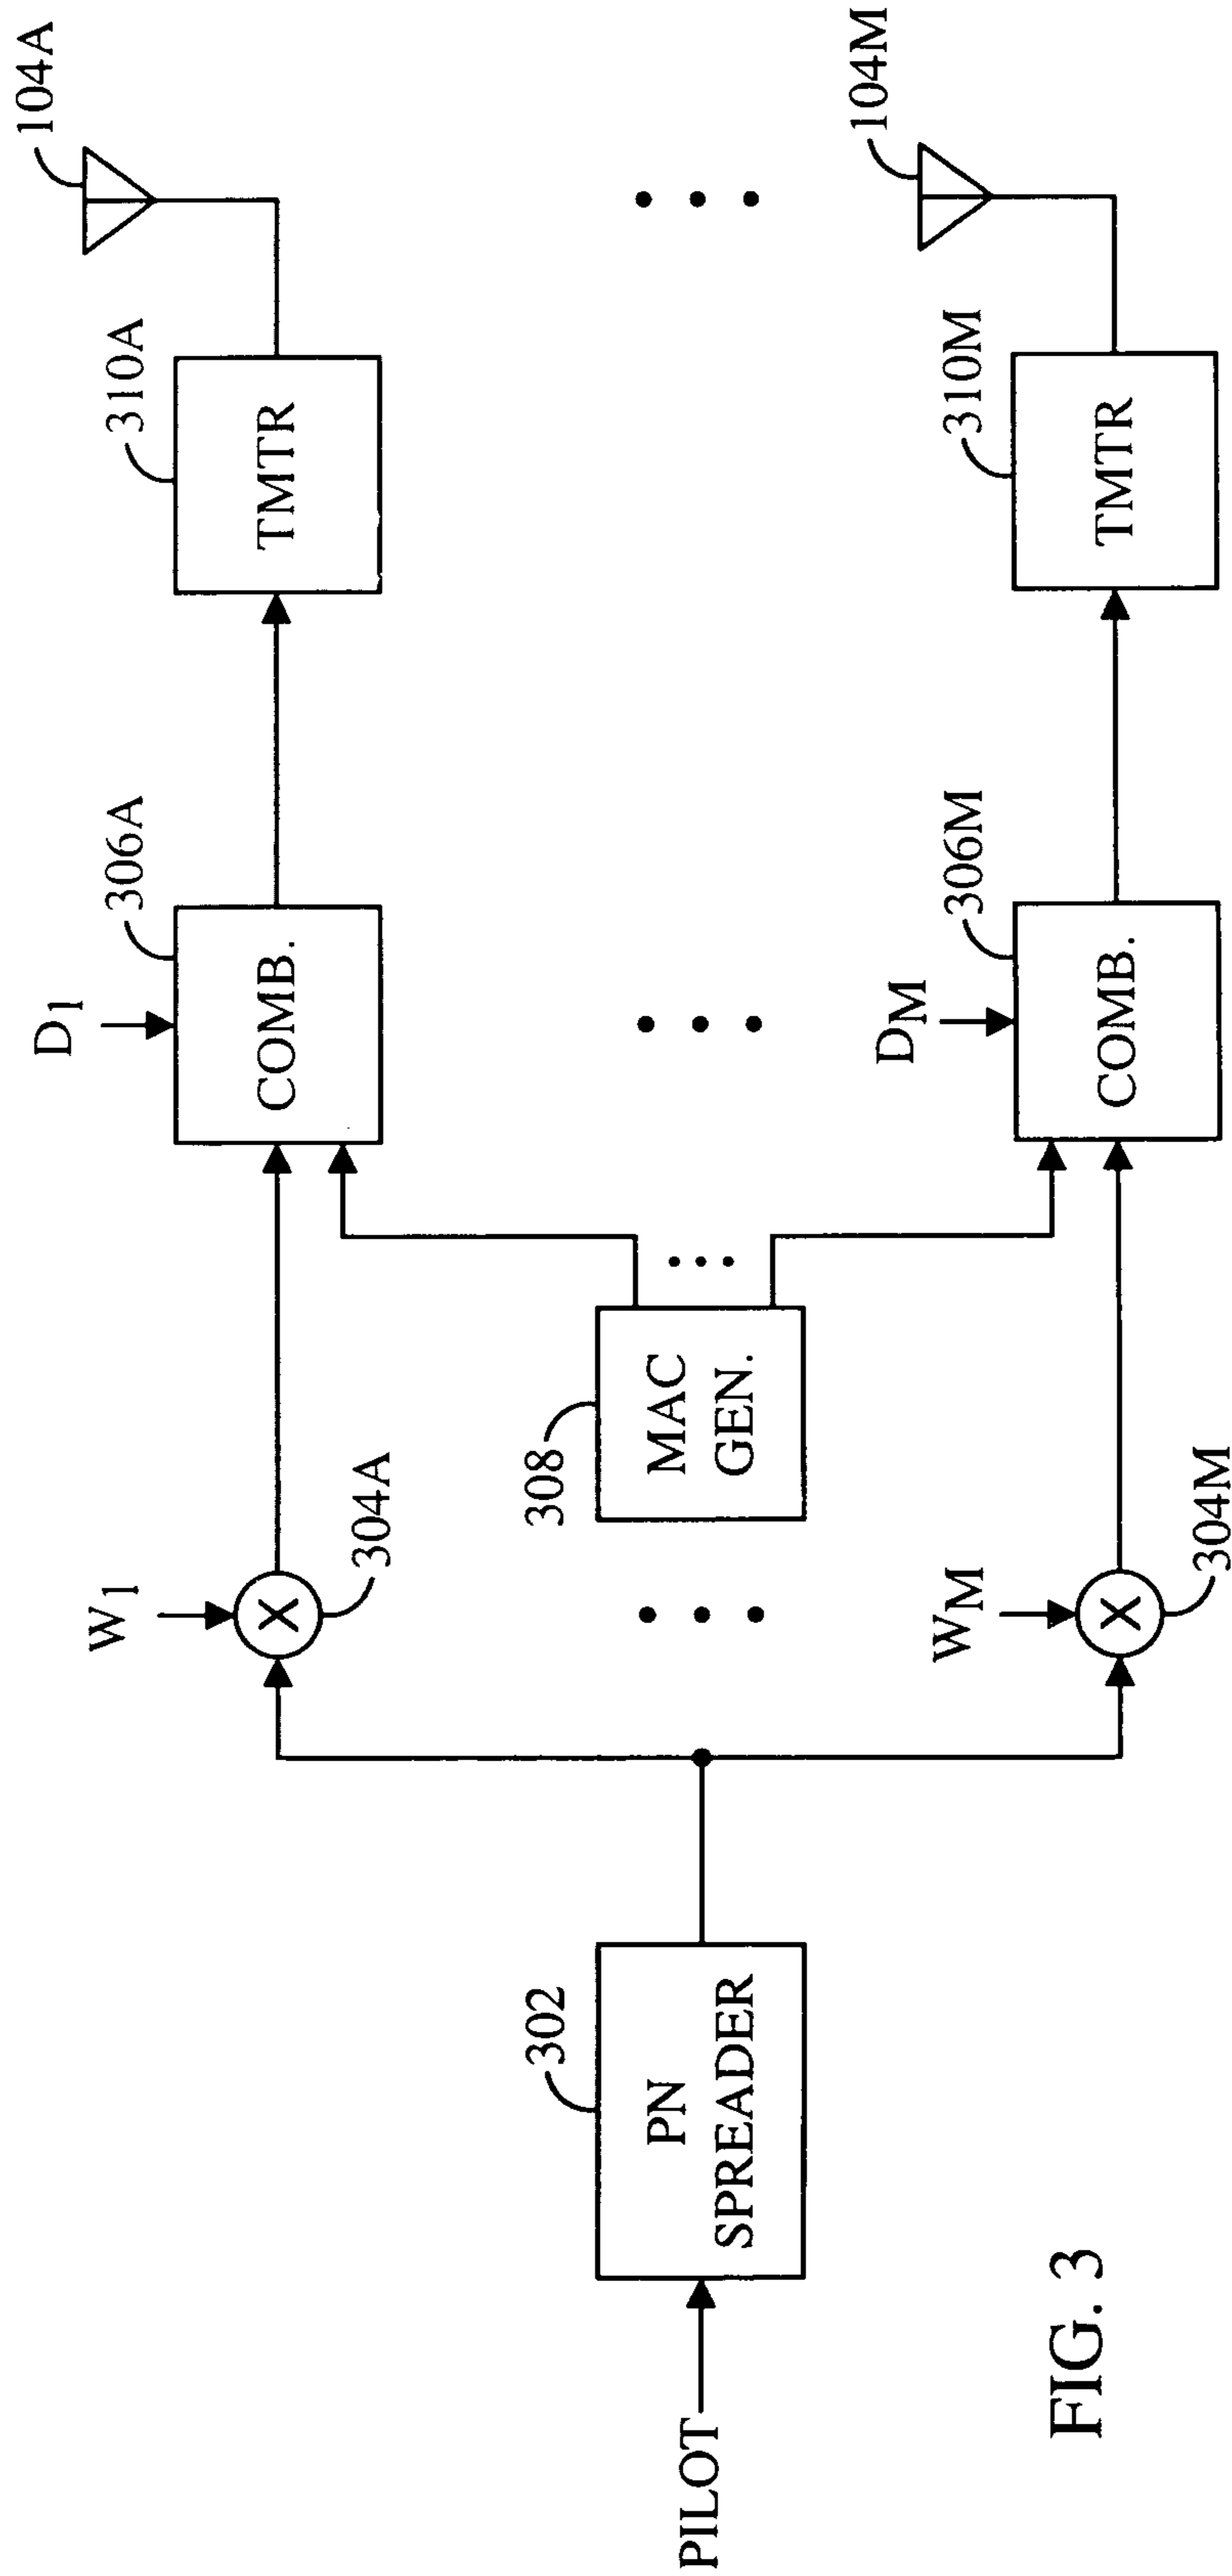 104A
310A
TMTR
306A
D1
COMB.
W1
304A
308
MAC
GEN.
302
PN
SPREADER
PILOT
104M
310M
TMTR
306M
DM
COMB.
WM
304M
X
X
FIG. 3